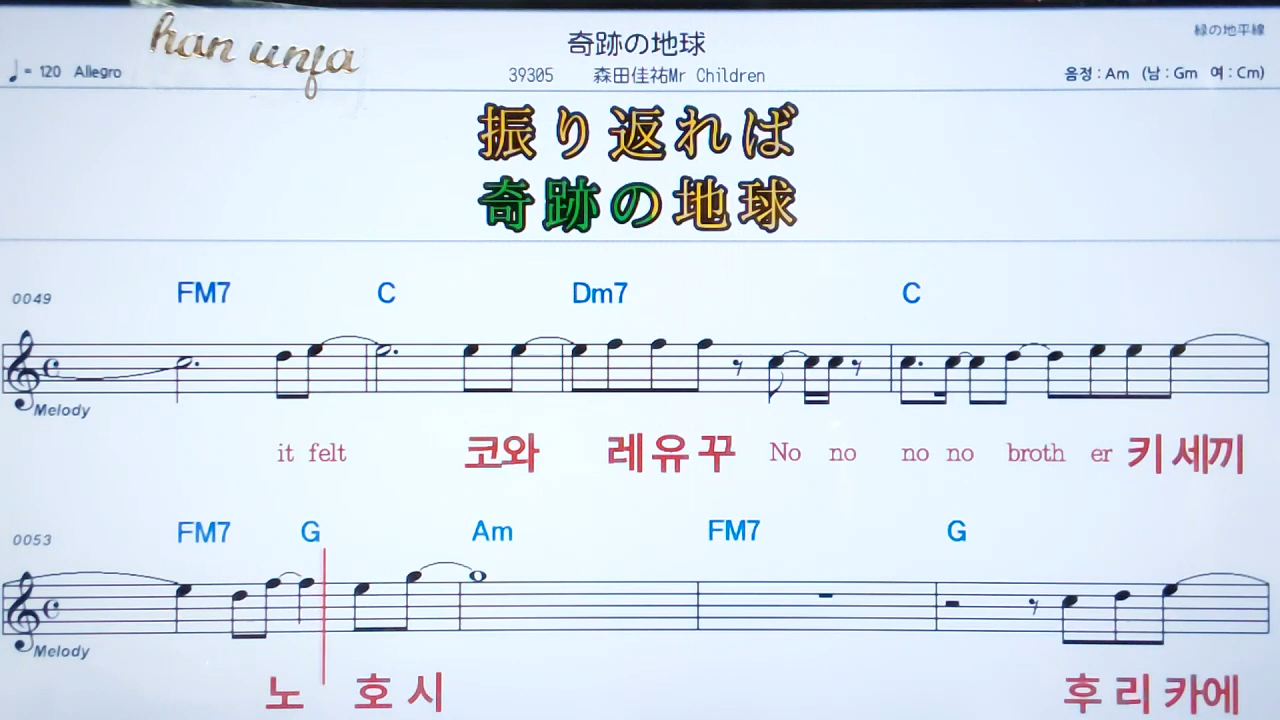 han unja
奇跡の地球
緑の地平線
♩= 120 Allegro
39305 森田佳祐Mr Children
음정 : Am (남 : Gm 여 : Cm)
振り返れば
奇跡の地球
0049 FM7 C Dm7 C
Melody
it felt 코와 레유꾸 No no no no broth er 키세끼
0053 FM7 G Am FM7 G
Melody
노 호시 후리카에